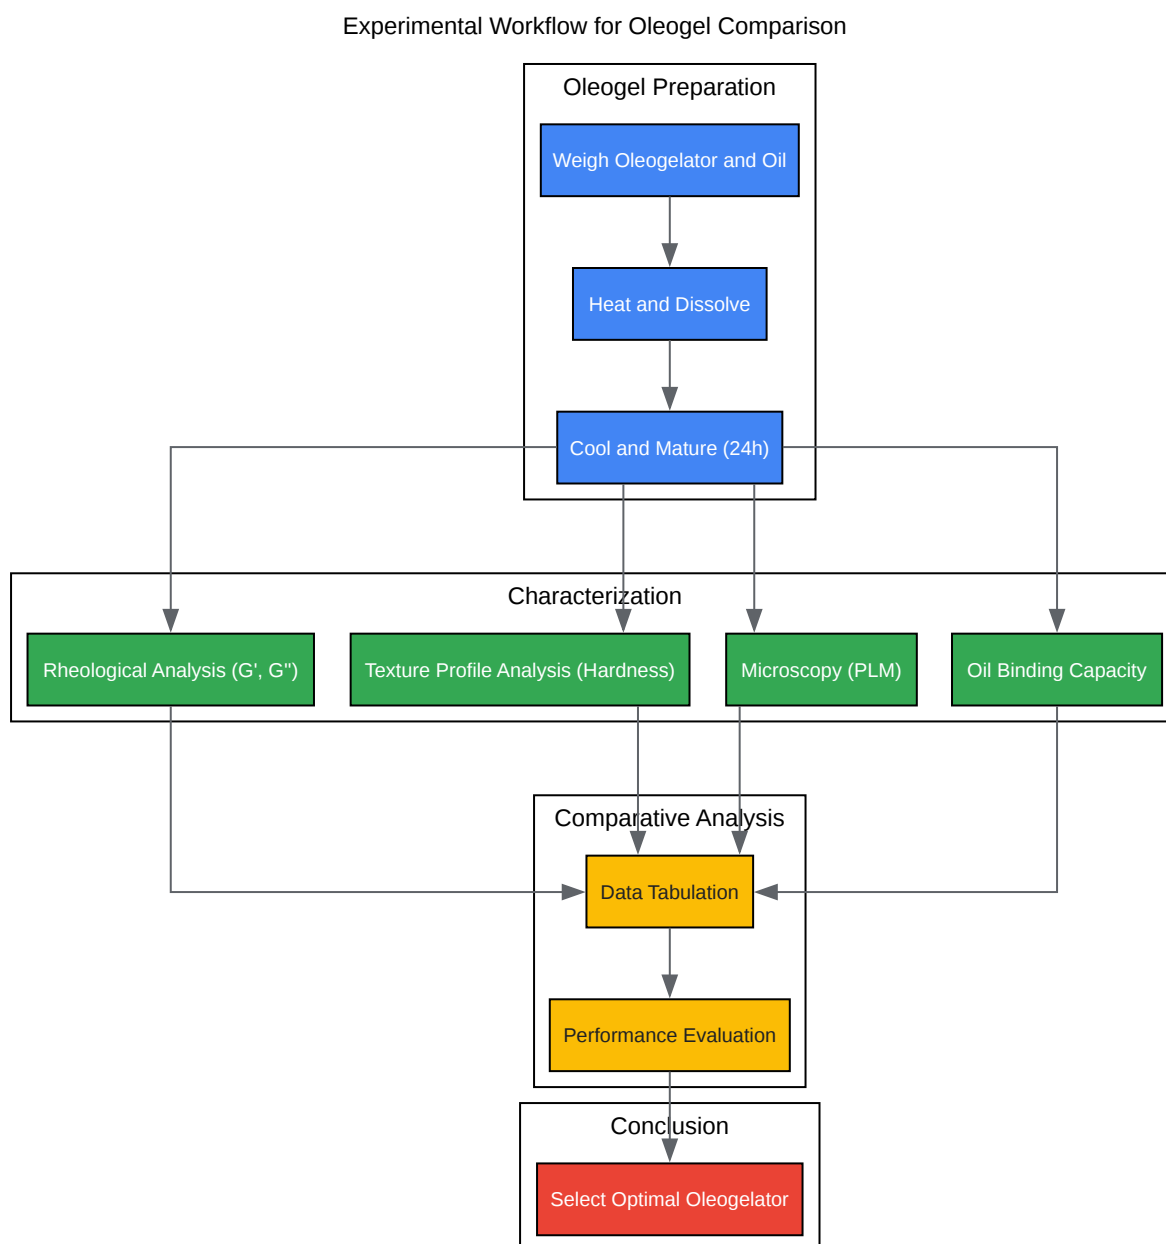 Experimental Workflow for Oleogel Comparison
Oleogel Preparation
Weigh Oleogelator and Oil
Heat and Dissolve
Cool and Mature (24h)
Characterization
Rheological Analysis (G', G'')
Texture Profile Analysis (Hardness)
Microscopy (PLM)
Oil Binding Capacity
Comparative Analysis
Data Tabulation
Performance Evaluation
Conclusion
Select Optimal Oleogelator